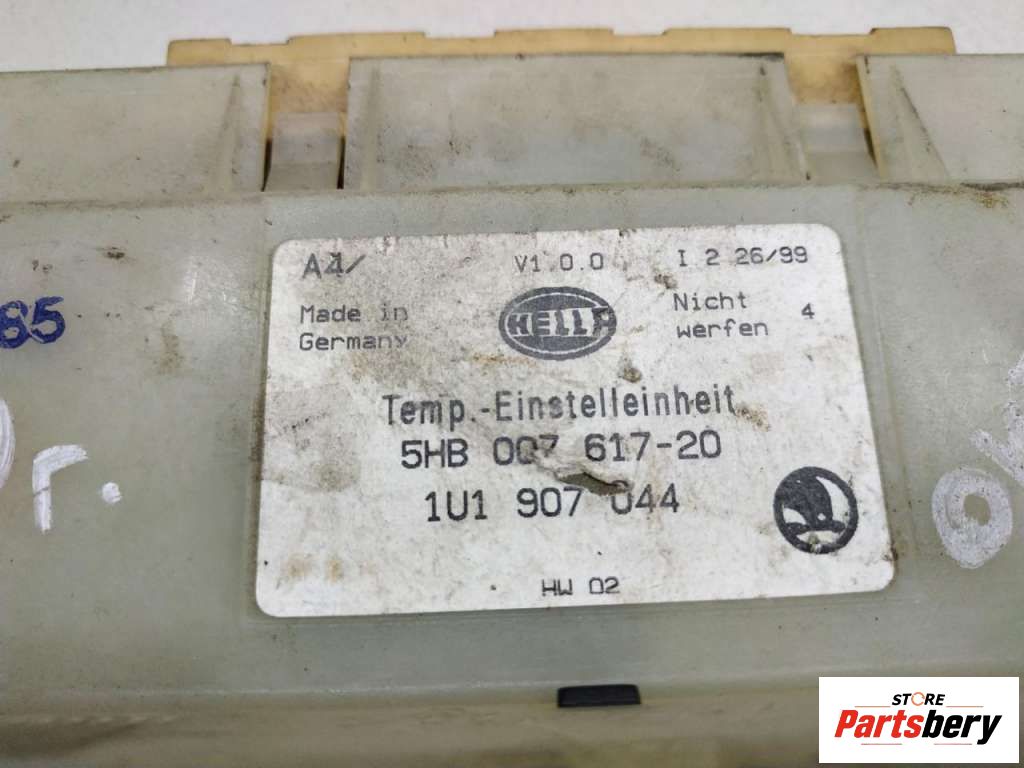 A4/ V1.0.0 I 2 26/99
Made in
Germany
HELLA
Nicht
werfen 4
Temp.-Einstelleinheit
5HB 007 617-20
1U1 907 044
HW 02
85
г.
STORE
Partsbery